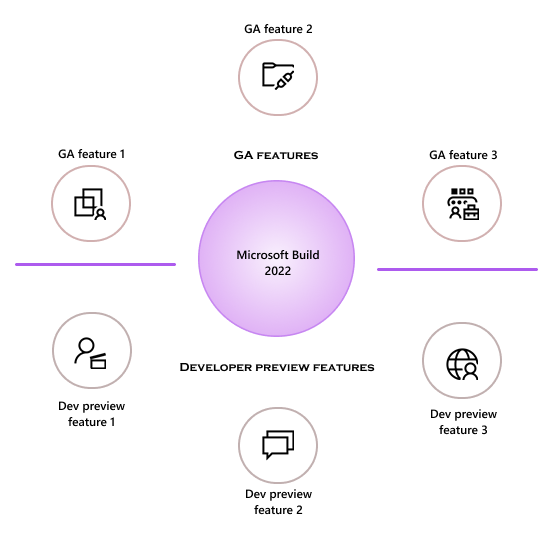 GA feature 2
GA feature 1
GA FEATURES
GA feature 3
Microsoft Build
2022
DEVELOPER PREVIEW FEATURES
Dev preview
feature 1
Dev preview
feature 3
Dev preview
feature 2